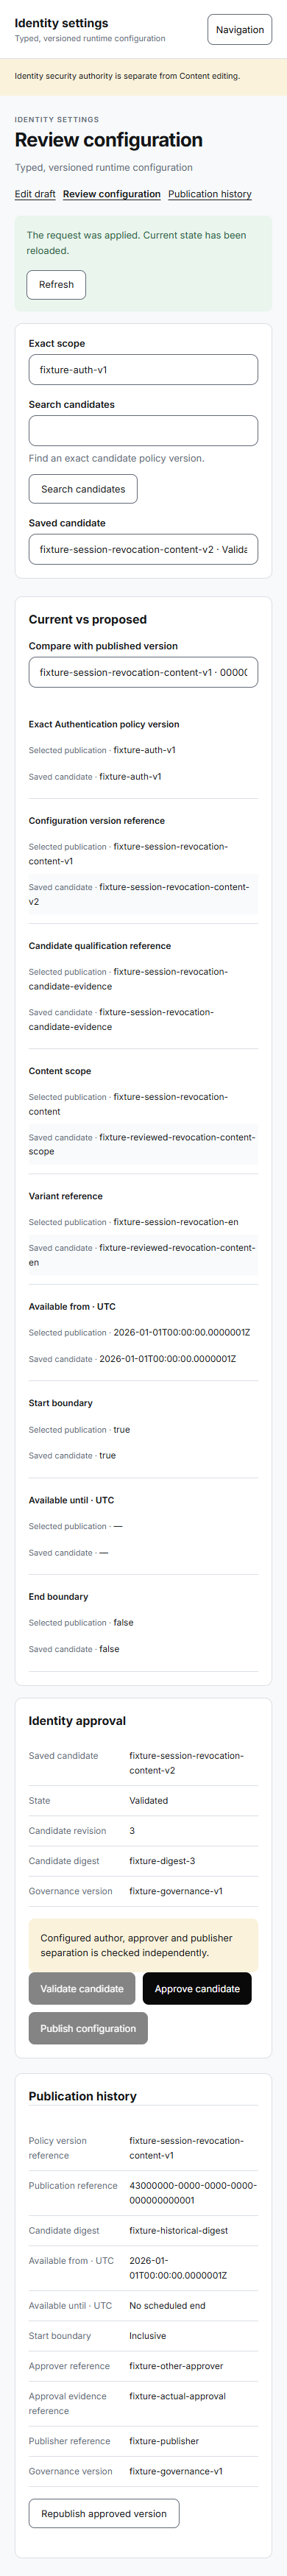 Identity settings
Typed, versioned runtime configuration
Navigation
Identity security authority is separate from Content editing.
IDENTITY SETTINGS
Review configuration
Typed, versioned runtime configuration
Edit draft Review configuration Publication history
The request was applied. Current state has been
reloaded.
Refresh
Exact scope
fixture-auth-v1
Search candidates
Find an exact candidate policy version.
Search candidates
Saved candidate
fixture-session-revocation-content-v2 · Valida
Current vs proposed
Compare with published version
fixture-session-revocation-content-v1 · 00000
Exact Authentication policy version
Selected publication · fixture-auth-v1
Saved candidate · fixture-auth-v1
Configuration version reference
Selected publication · fixture-session-revocation-
content-v1
Saved candidate · fixture-session-revocation-content-
v2
Candidate qualification reference
Selected publication · fixture-session-revocation-
candidate-evidence
Saved candidate · fixture-session-revocation-
candidate-evidence
Content scope
Selected publication · fixture-session-revocation-
content
Saved candidate · fixture-reviewed-revocation-content-
scope
Variant reference
Selected publication · fixture-session-revocation-en
Saved candidate · fixture-reviewed-revocation-content-
en
Available from · UTC
Selected publication · 2026-01-01T00:00:00.0000001Z
Saved candidate · 2026-01-01T00:00:00.0000001Z
Start boundary
Selected publication · true
Saved candidate · true
Available until · UTC
Selected publication · —
Saved candidate · —
End boundary
Selected publication · false
Saved candidate · false
Identity approval
Saved candidate fixture-session-revocation-
content-v2
State Validated
Candidate revision 3
Candidate digest fixture-digest-3
Governance version fixture-governance-v1
Configured author, approver and publisher
separation is checked independently.
Validate candidate Approve candidate
Publish configuration
Publication history
Policy version fixture-session-revocation-
reference content-v1
Publication reference 43000000-0000-0000-0000-
000000000001
Candidate digest fixture-historical-digest
Available from · UTC 2026-01-
01T00:00:00.0000001Z
Available until · UTC No scheduled end
Start boundary Inclusive
Approver reference fixture-other-approver
Approval evidence fixture-actual-approval
reference
Publisher reference fixture-publisher
Governance version fixture-governance-v1
Republish approved version